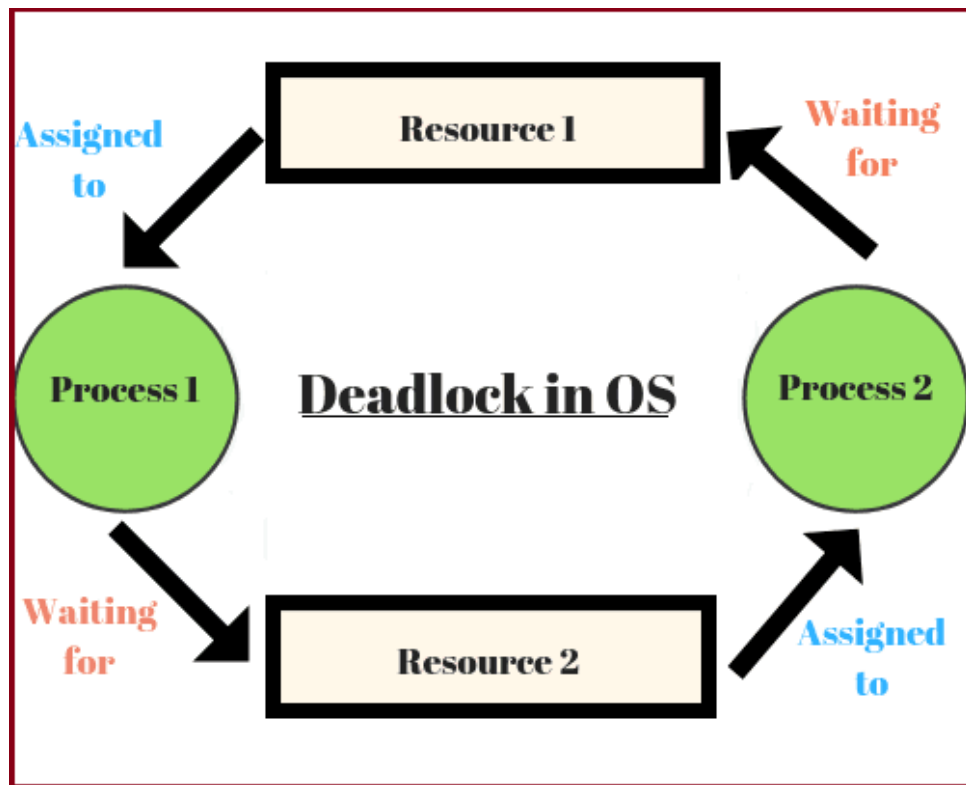 Resource 1
Assigned
to
Waiting
for
Process 1
Deadlock in OS
Process 2
Waiting
for
Resource 2
Assigned
to